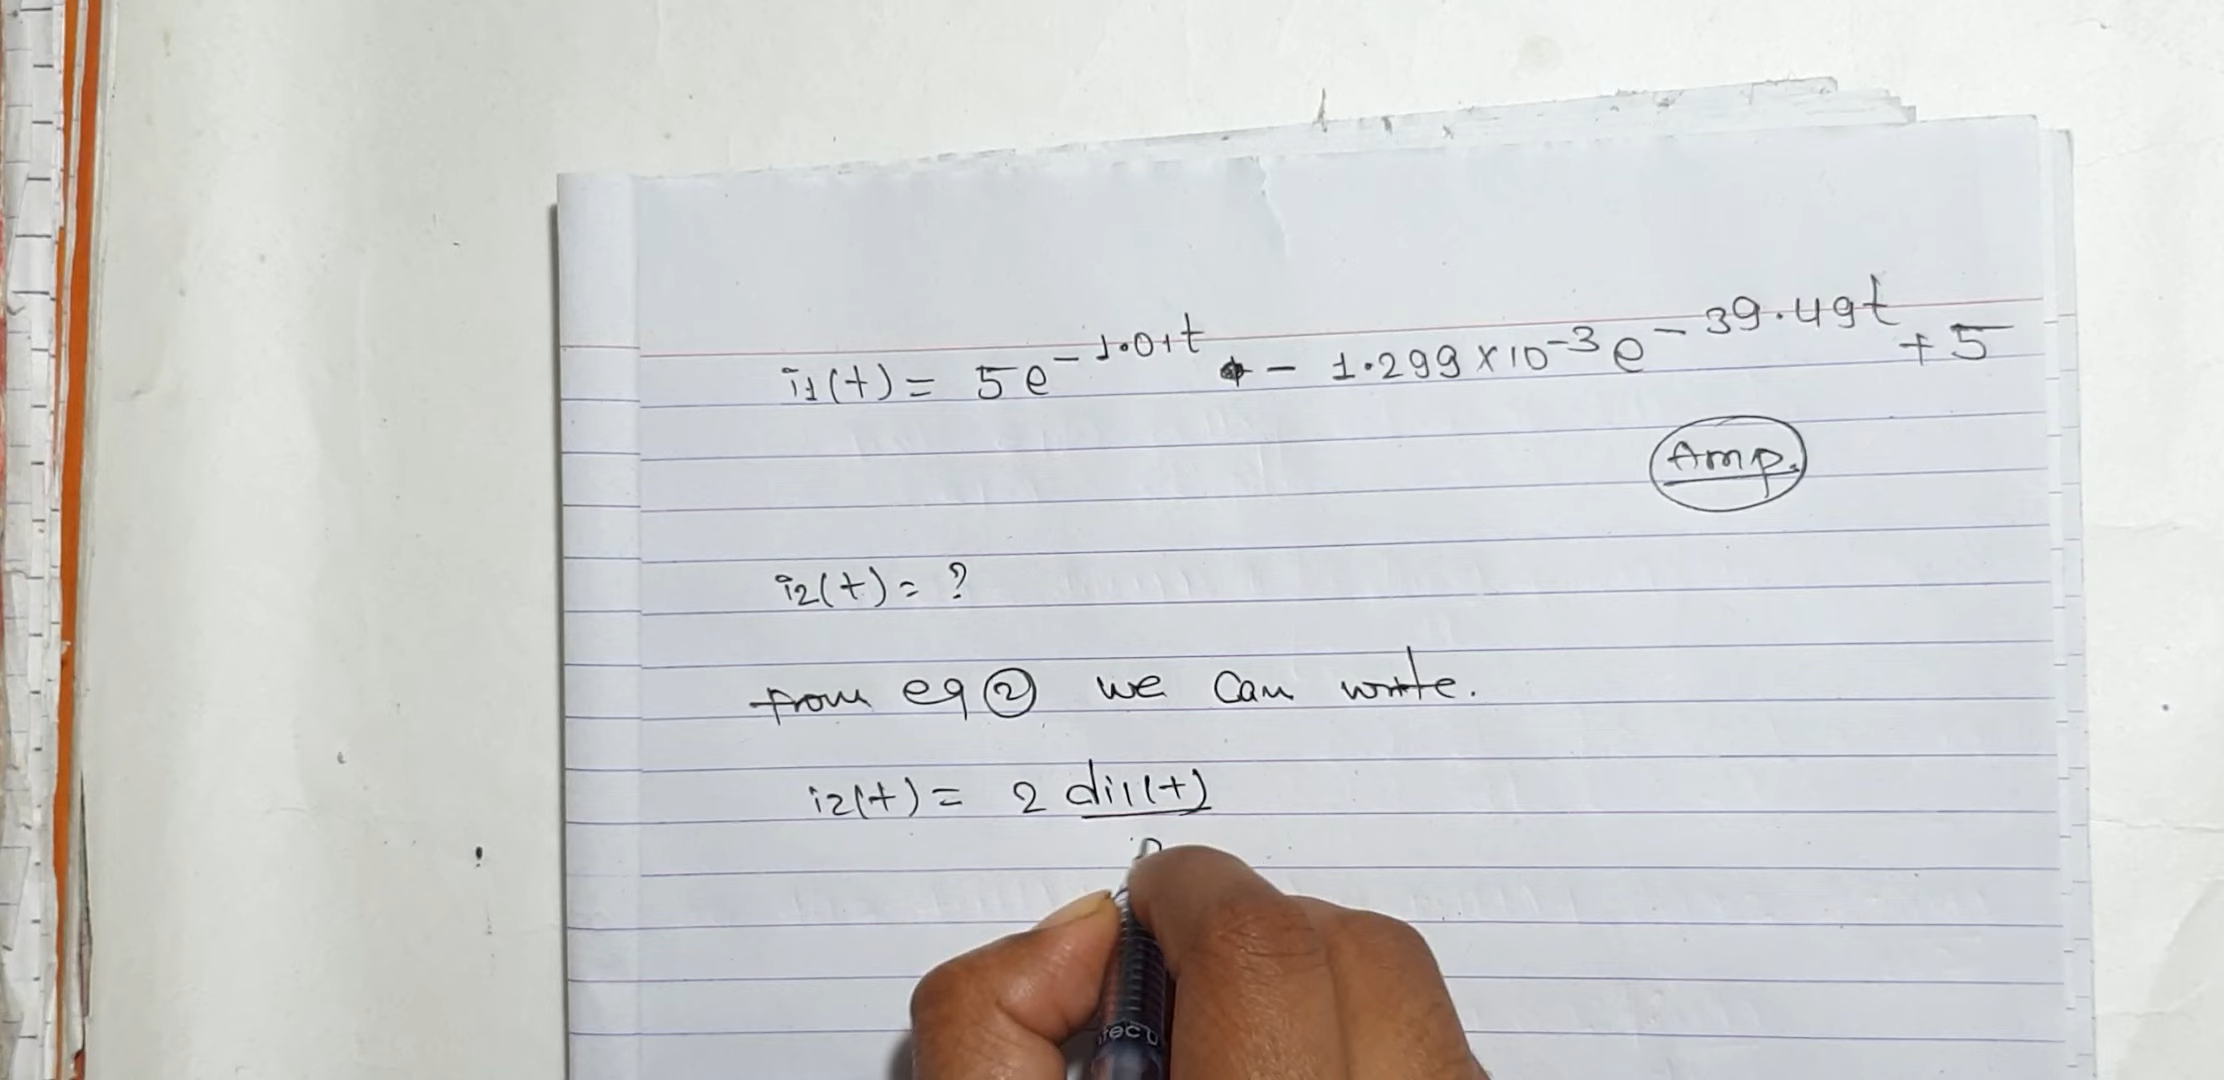 i1(t) = 5e^-1.01t - 1.299 × 10^-3 e^-39.49t + 5
Amp.
i2(t) = ?
from eq ② we can write.
i2(t) = 2 di1(t)